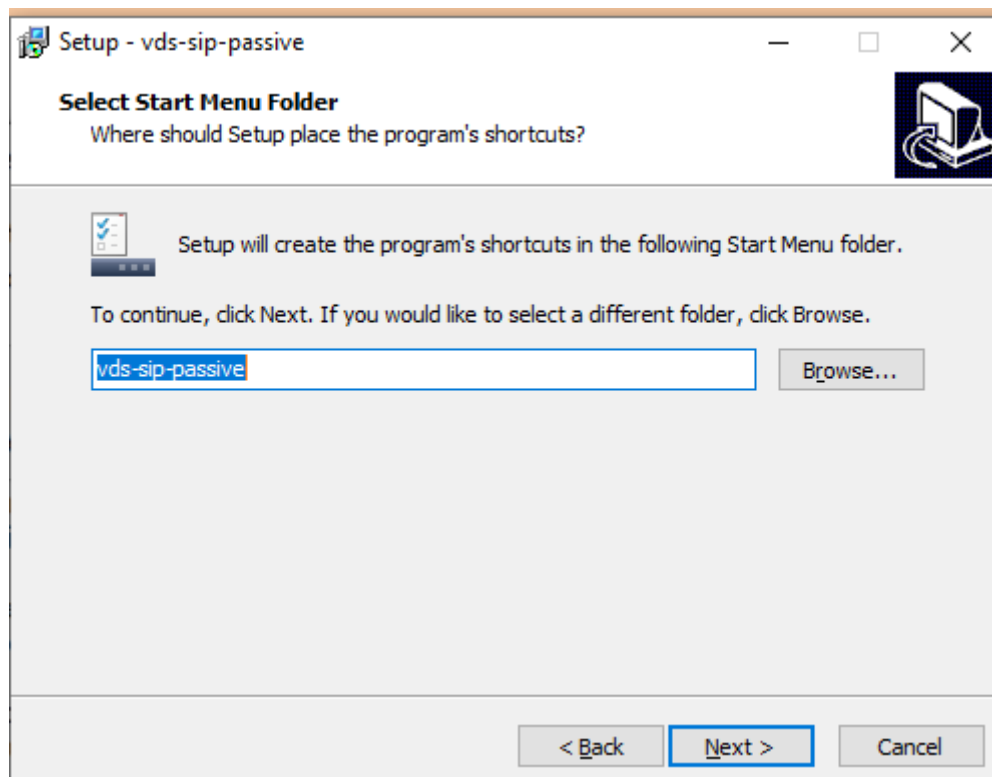 Setup - vds-sip-passive
Select Start Menu Folder
Where should Setup place the program's shortcuts?
Setup will create the program's shortcuts in the following Start Menu folder.
To continue, click Next. If you would like to select a different folder, click Browse.
vds-sip-passive
Browse...
< Back
Next >
Cancel